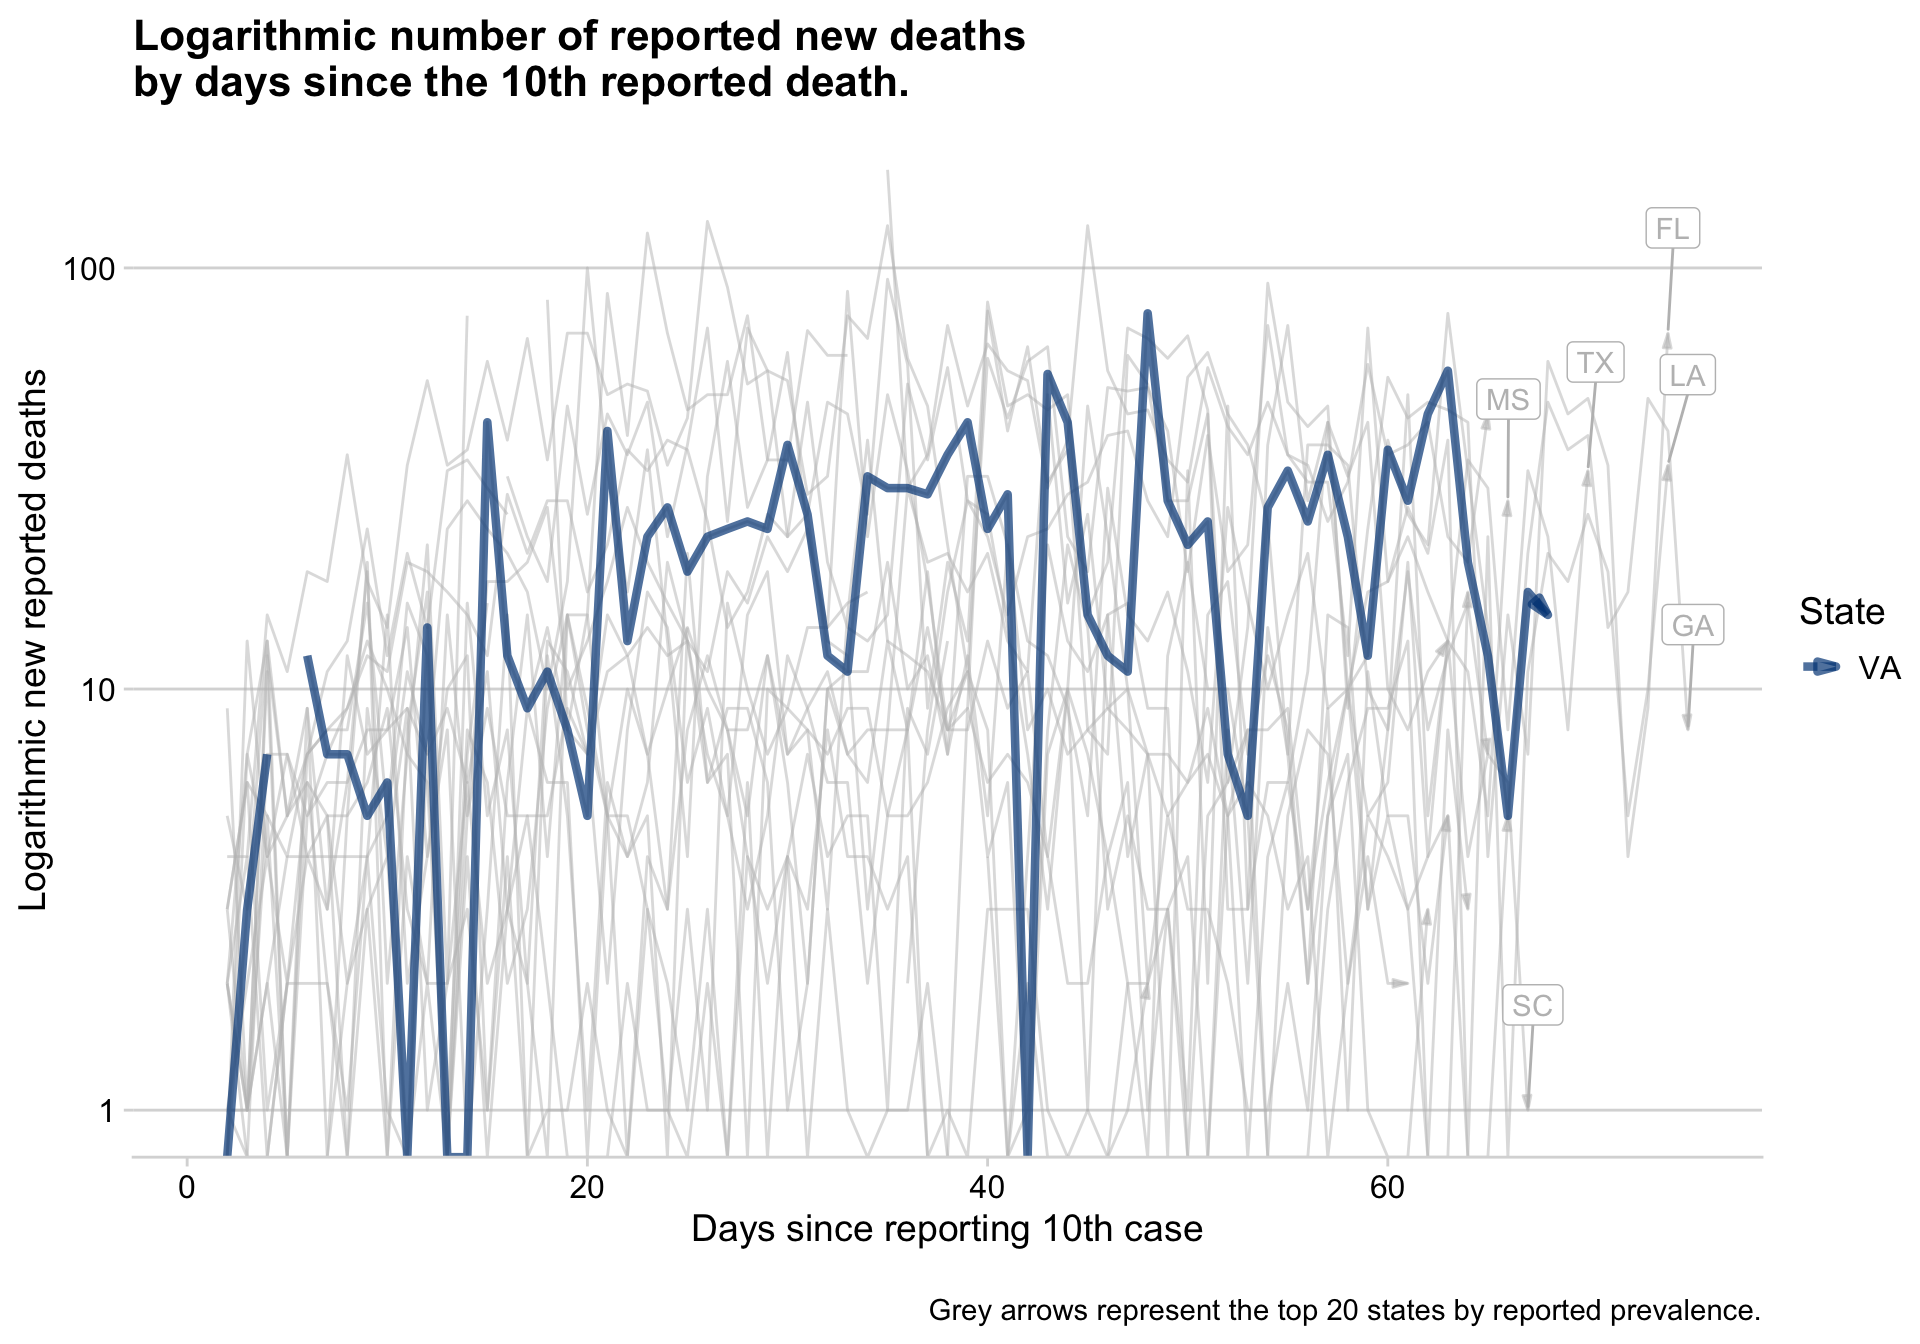 Logarithmic number of reported new deaths
by days since the 10th reported death.
Logarithmic new reported deaths
100
10
1
FL
TX
LA
MS
GA
SC
State
VA
0
20
40
60
Days since reporting 10th case
Grey arrows represent the top 20 states by reported prevalence.